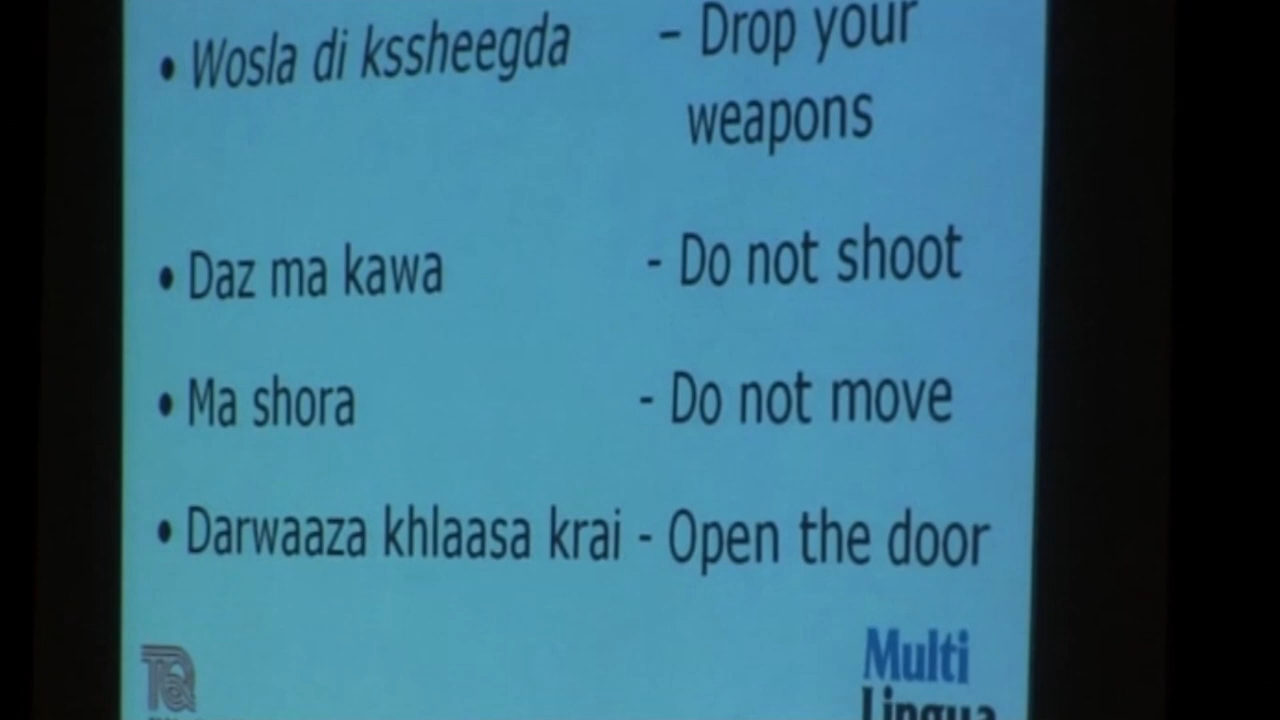 • Wosla di kssheegda – Drop your
weapons
• Daz ma kawa - Do not shoot
• Ma shora - Do not move
• Darwaaza khlaasa krai - Open the door
Multi
Lingua